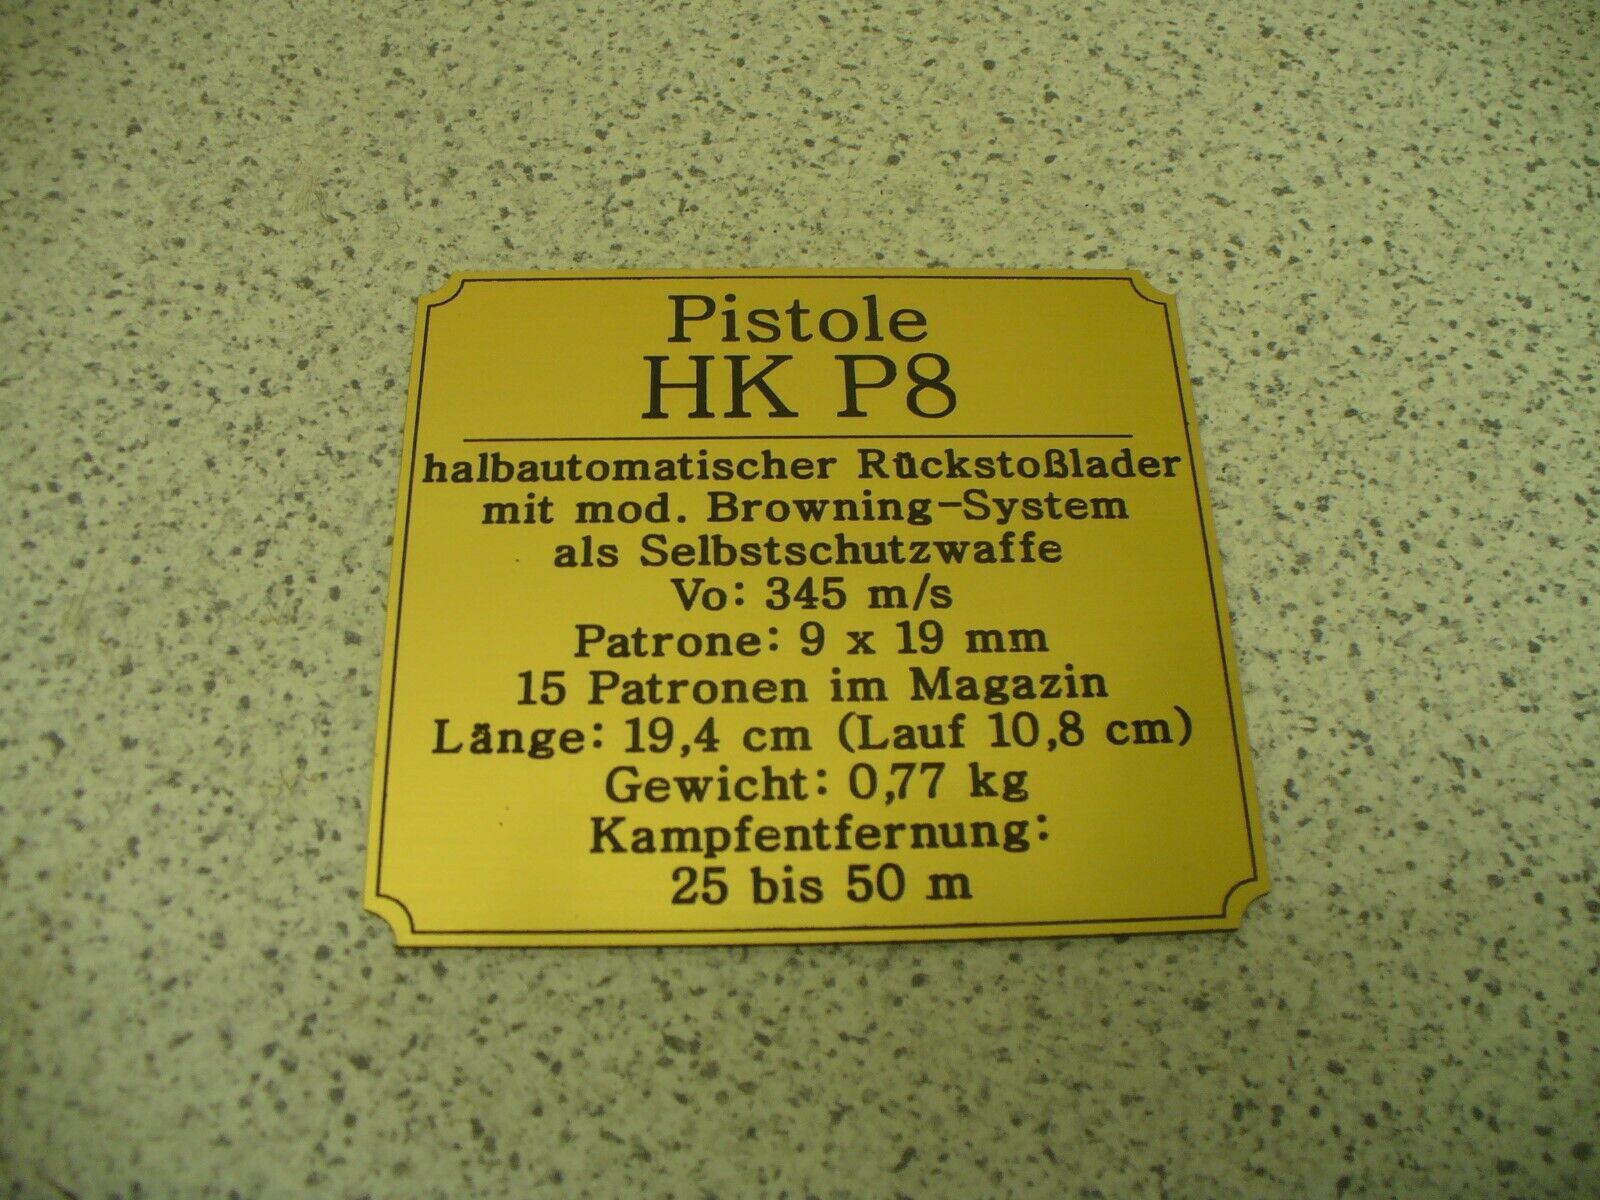 Pistole
HK P8
halbautomatischer Rückstoßlader
mit mod. Browning-System
als Selbstschutzwaffe
Vo: 345 m/s
Patrone: 9 x 19 mm
15 Patronen im Magazin
Länge: 19,4 cm (Lauf 10,8 cm)
Gewicht: 0,77 kg
Kampfentfernung:
25 bis 50 m